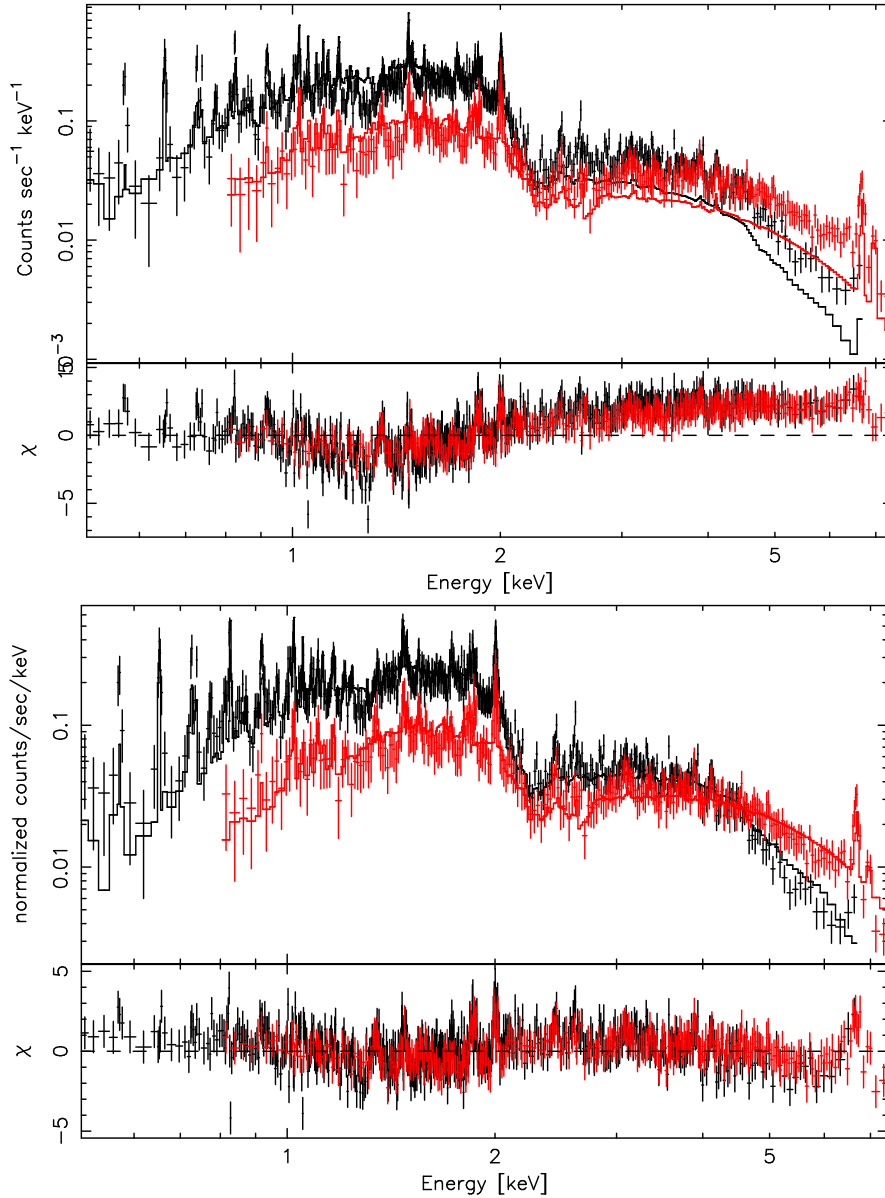 Counts sec⁻¹ keV⁻¹
0.1
0.01
10⁻³
5
0
−5
χ
1
2
5
Energy [keV]
normalized counts/sec/keV
0.1
0.01
5
0
−5
χ
1
2
5
Energy [keV]